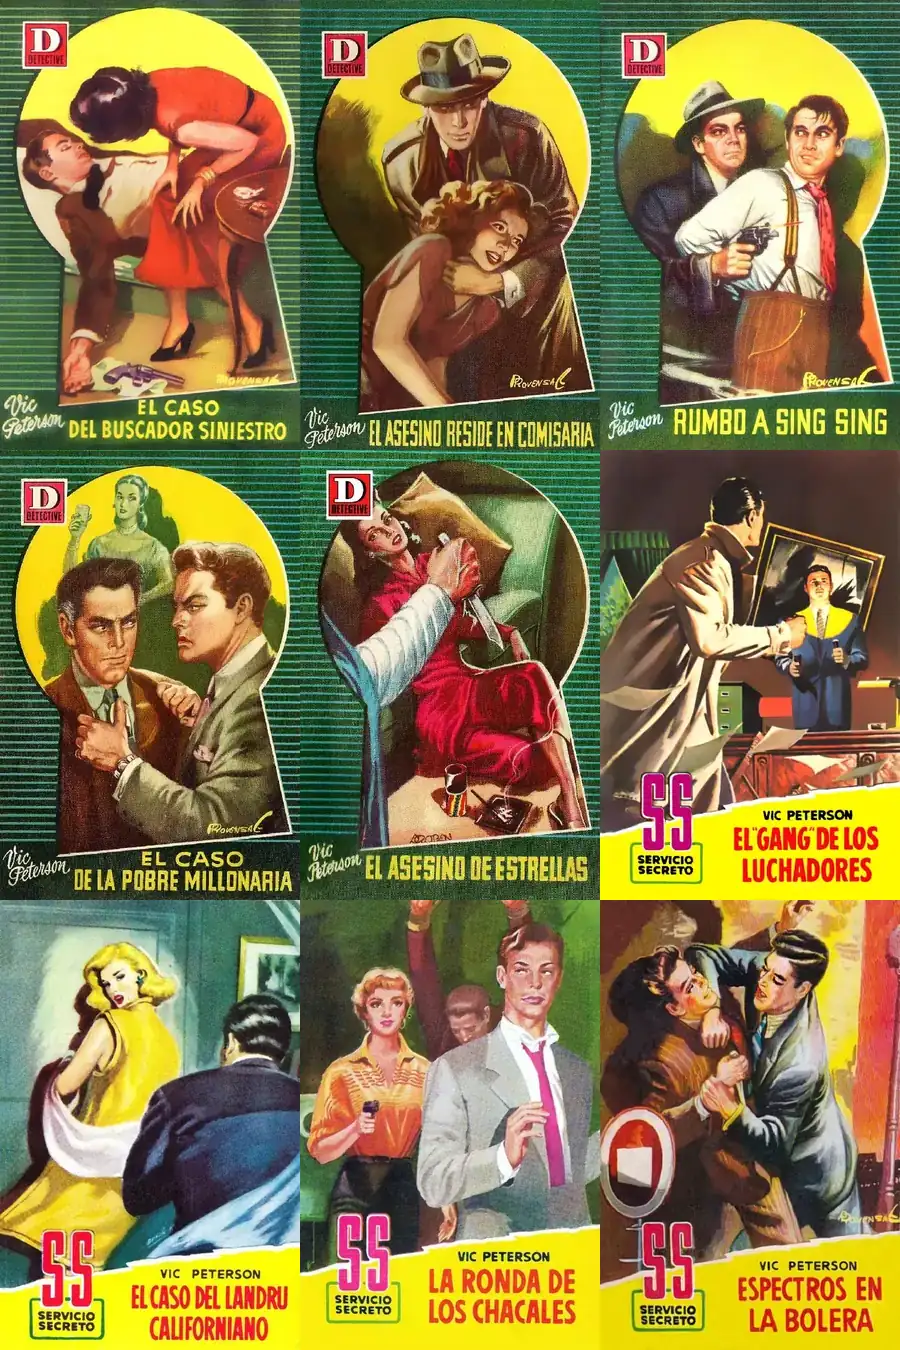 D
DETECTIVE
PROVENSAL
Vic
Peterson
EL CASO
DEL BUSCADOR SINIESTRO
D
DETECTIVE
PROVENSAL
Vic
Peterson
EL ASESINO RESIDE EN COMISARIA
D
DETECTIVE
PROVENSAL
Vic
Peterson
RUMBO A SING SING
D
DETECTIVE
PROVENSAL
Vic
Peterson
EL CASO
DE LA POBRE MILLONARIA
D
DETECTIVE
Vic
Peterson
EL ASESINO DE ESTRELLAS
SS
SERVICIO
SECRETO
VIC PETERSON
EL "GANG" DE LOS
LUCHADORES
SS
SERVICIO
SECRETO
VIC PETERSON
EL CASO DEL LANDRU
CALIFORNIANO
SS
SERVICIO
SECRETO
VIC PETERSON
LA RONDA DE
LOS CHACALES
PROVENSAL
SS
SERVICIO
SECRETO
VIC PETERSON
ESPECTROS EN
LA BOLERA